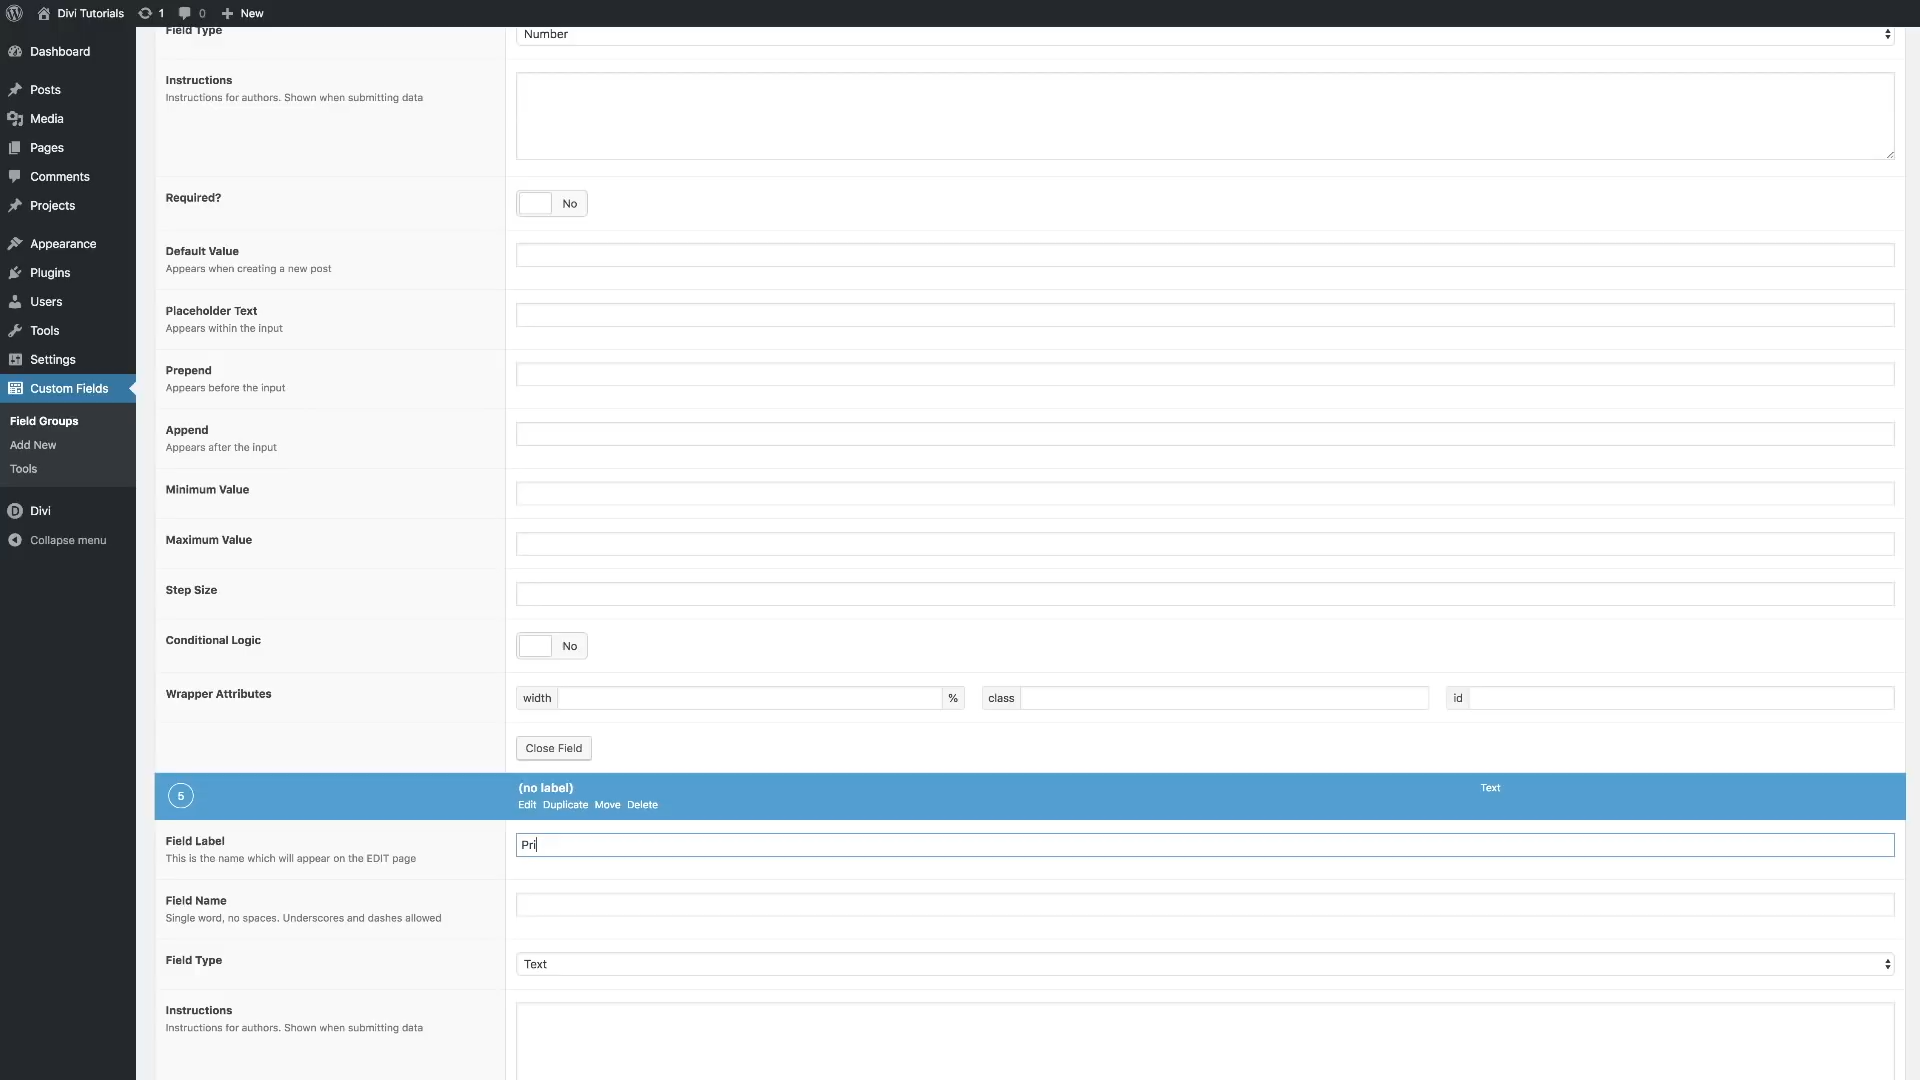 Divi Tutorials 1 0 New
Dashboard
Posts
Media
Pages
Comments
Projects
Appearance
Plugins
Users
Tools
Settings
Custom Fields
Field Groups
Add New
Tools
Divi
Collapse menu
Field Type
Number
Instructions
Instructions for authors. Shown when submitting data
Required?
No
Default Value
Appears when creating a new post
Placeholder Text
Appears within the input
Prepend
Appears before the input
Append
Appears after the input
Minimum Value
Maximum Value
Step Size
Conditional Logic
No
Wrapper Attributes
width % class id
Close Field
5 (no label) Text
Edit Duplicate Move Delete
Field Label
This is the name which will appear on the EDIT page
Pri
Field Name
Single word, no spaces. Underscores and dashes allowed
Field Type
Text
Instructions
Instructions for authors. Shown when submitting data